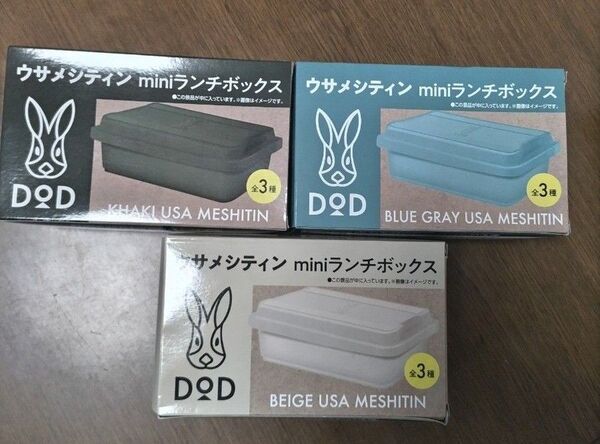 ウサメシティン miniランチボックス
●この景品が中に入っています。※画像はイメージです。
DOD
全3種
KHAKI USA MESHITIN
ウサメシティン miniランチボックス
●この景品が中に入っています。※画像はイメージです。
DOD
全3種
BLUE GRAY USA MESHITIN
ウサメシティン miniランチボックス
●この景品が中に入っています。※画像はイメージです。
DOD
全3種
BEIGE USA MESHITIN